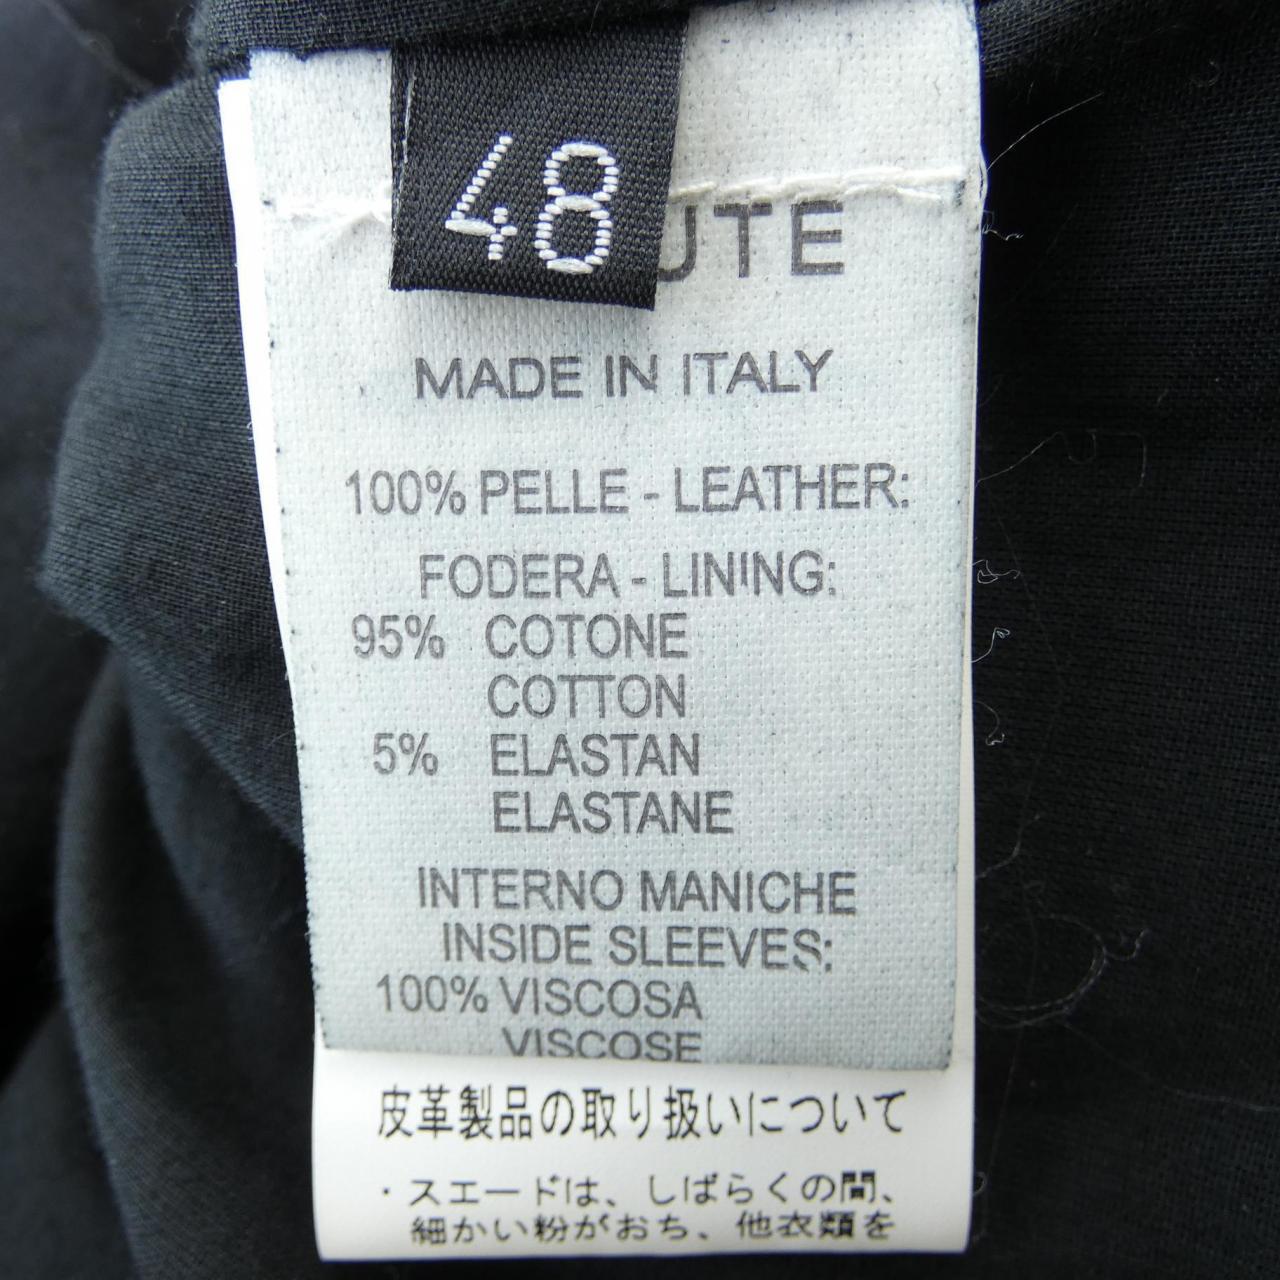 48
UTE
MADE IN ITALY
100% PELLE - LEATHER:
FODERA - LINING:
95% COTONE
COTTON
5% ELASTAN
ELASTANE
INTERNO MANICHE
INSIDE SLEEVES:
100% VISCOSA
VISCOSE
皮革製品の取り扱いについて
・スエードは、しばらくの間、
細かい粉がおち、他衣類を